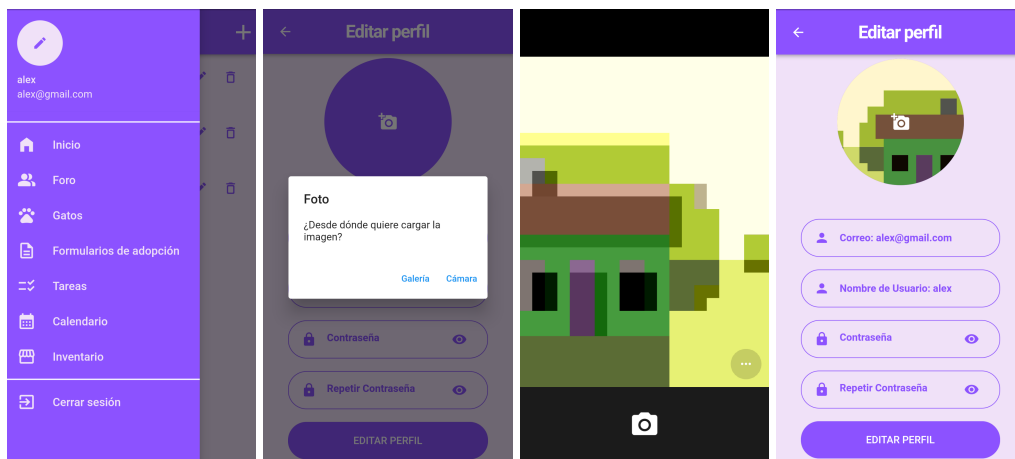 alex
alex@gmail.com
Inicio
Foro
Gatos
Formularios de adopción
Tareas
Calendario
Inventario
Cerrar sesión
Editar perfil
Foto
¿Desde dónde quiere cargar la
imagen?
Galería
Cámara
Contraseña
Repetir Contraseña
EDITAR PERFIL
Editar perfil
Correo: alex@gmail.com
Nombre de Usuario: alex
Contraseña
Repetir Contraseña
EDITAR PERFIL